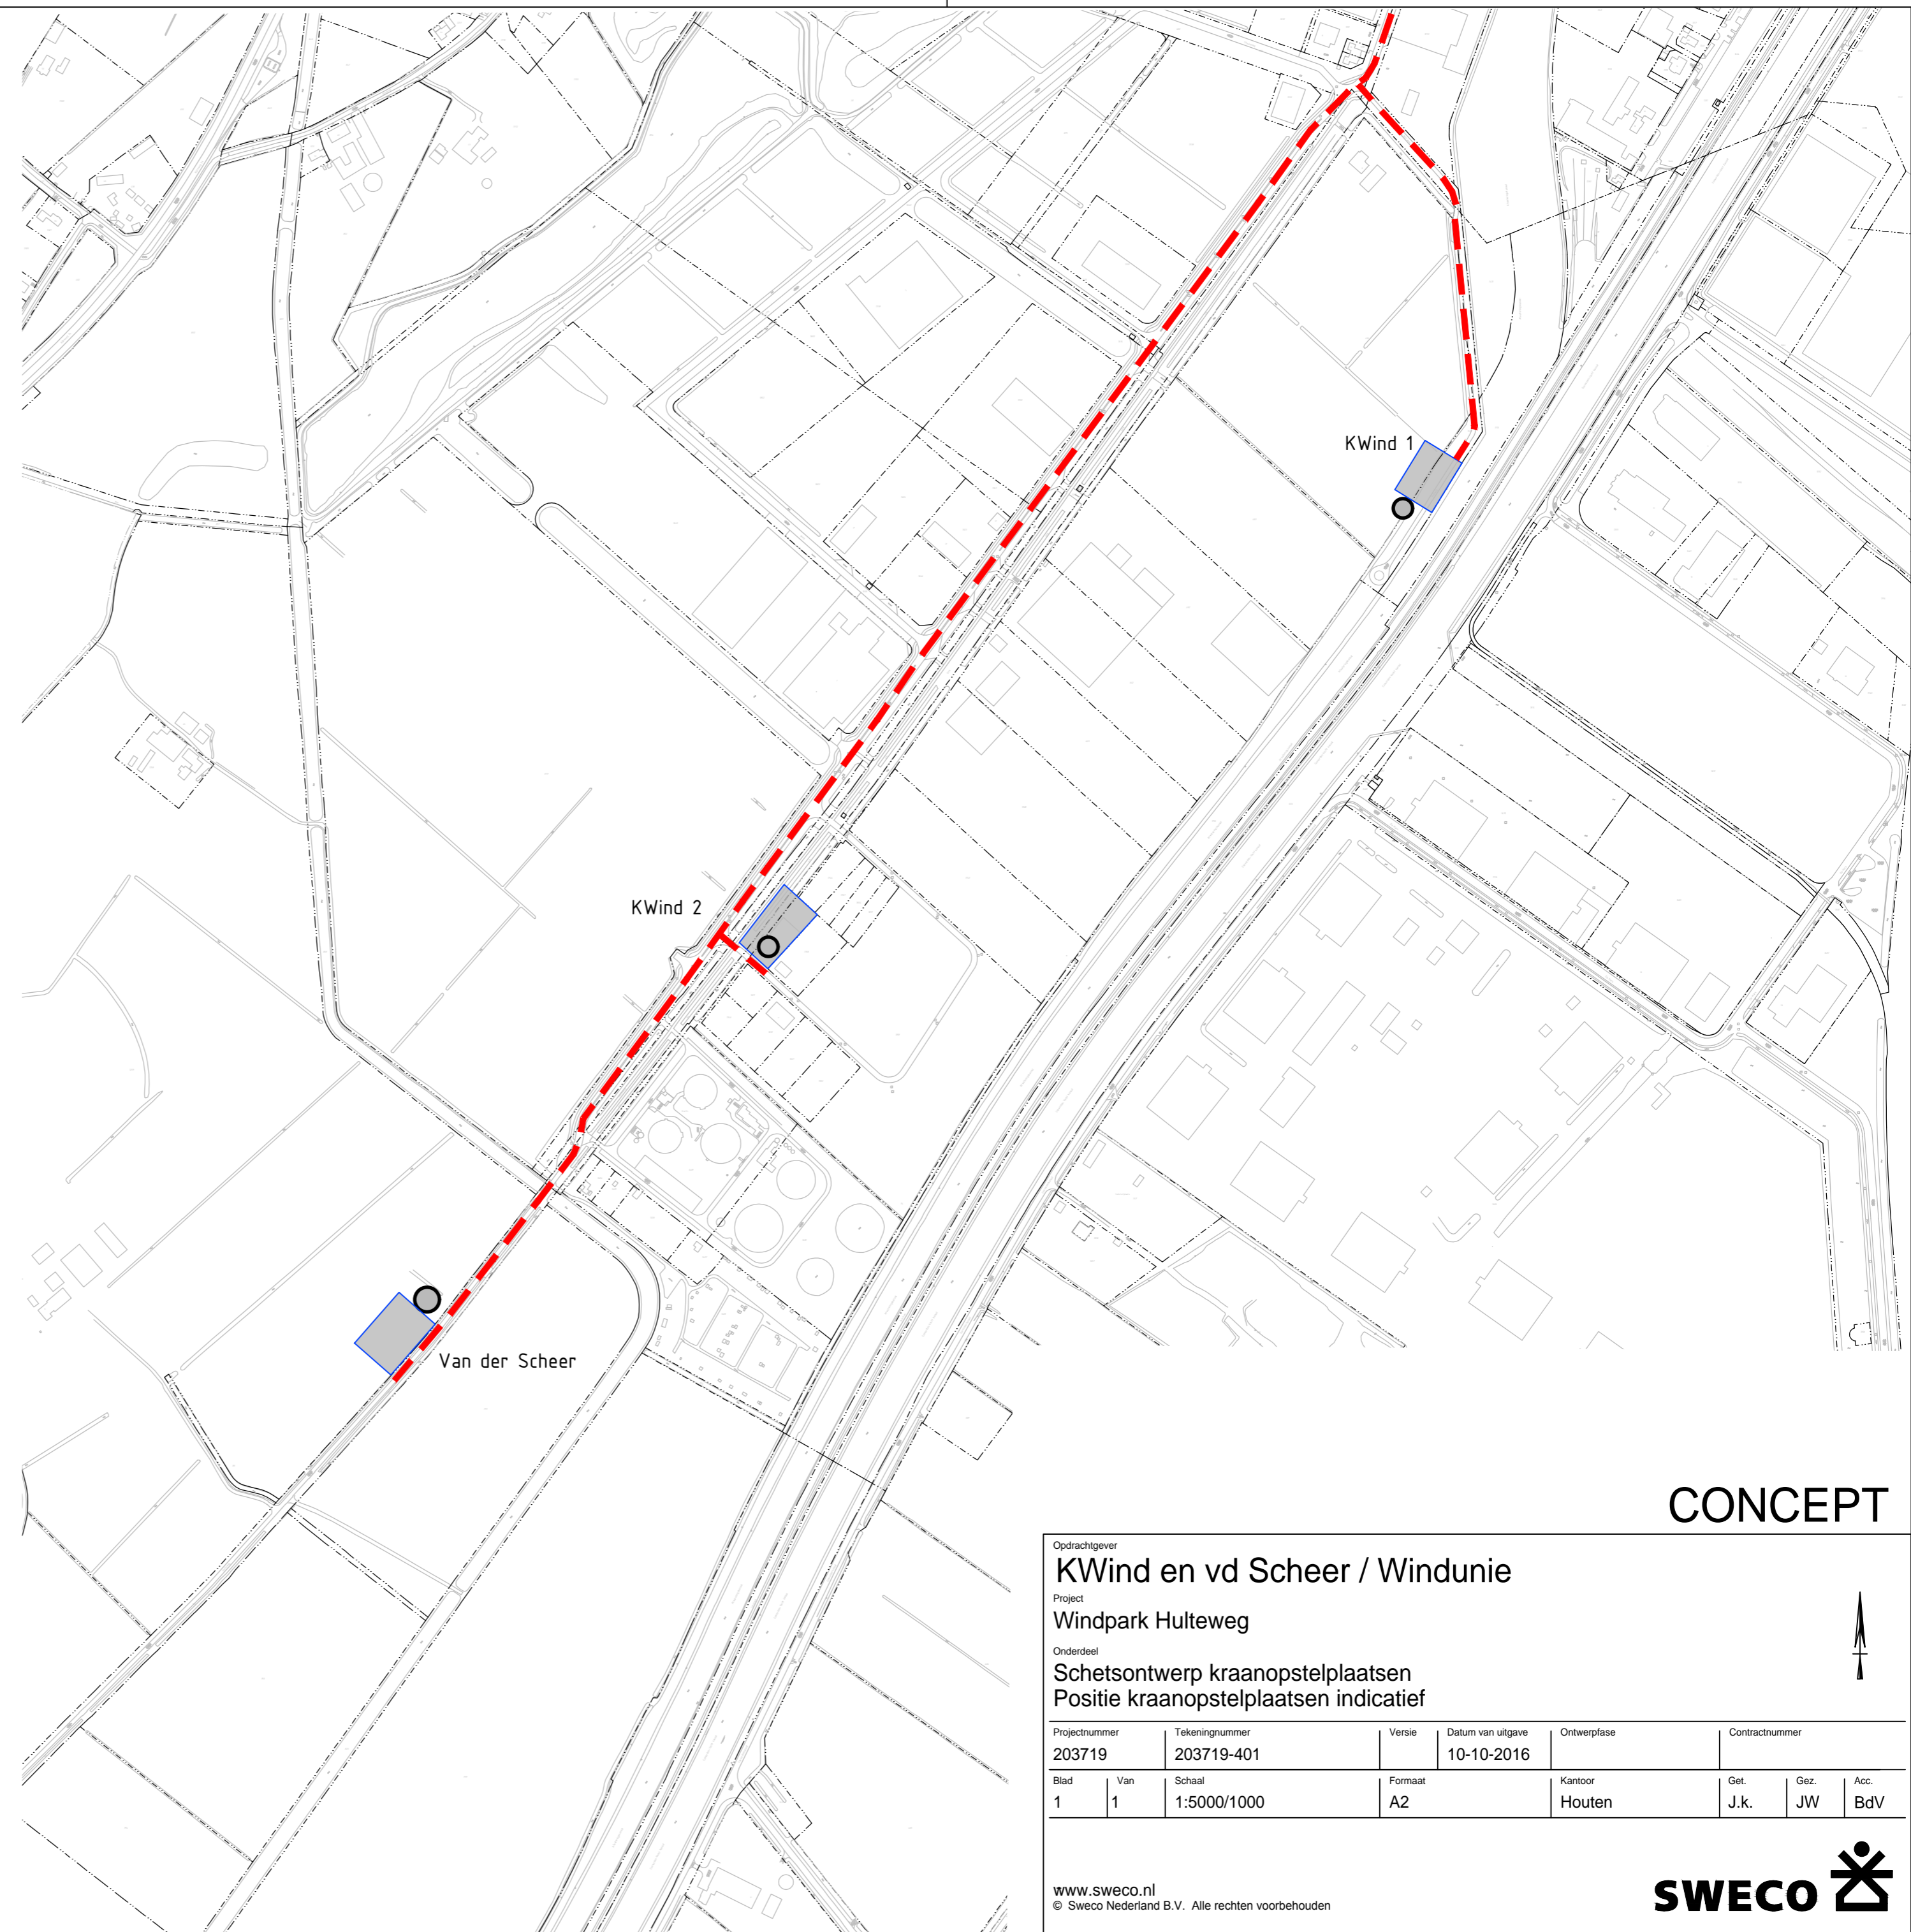 KWind 1
KWind 2
Van der Scheer
CONCEPT
Opdrachtgever
KWind en vd Scheer / Windunie
Project
Windpark Hulteweg
Onderdeel
Schetsontwerp kraanopstelplaatsen
Positie kraanopstelplaatsen indicatief
Projectnummer Tekeningnummer Versie Datum van uitgave Ontwerpfase Contractnummer
203719 203719-401 10-10-2016
Blad Van Schaal Formaat Kantoor Get. Gez. Acc.
1 1 1:5000/1000 A2 Houten J.k. JW BdV
www.sweco.nl
© Sweco Nederland B.V. Alle rechten voorbehouden
SWECO